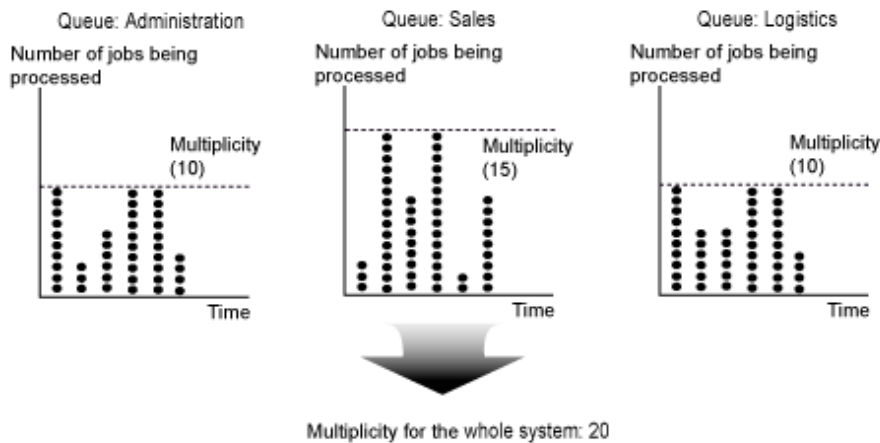 Queue: Administration
Number of jobs being
processed
Multiplicity
(10)
Time
Queue: Sales
Number of jobs being
processed
Multiplicity
(15)
Time
Queue: Logistics
Number of jobs being
processed
Multiplicity
(10)
Time
Multiplicity for the whole system: 20